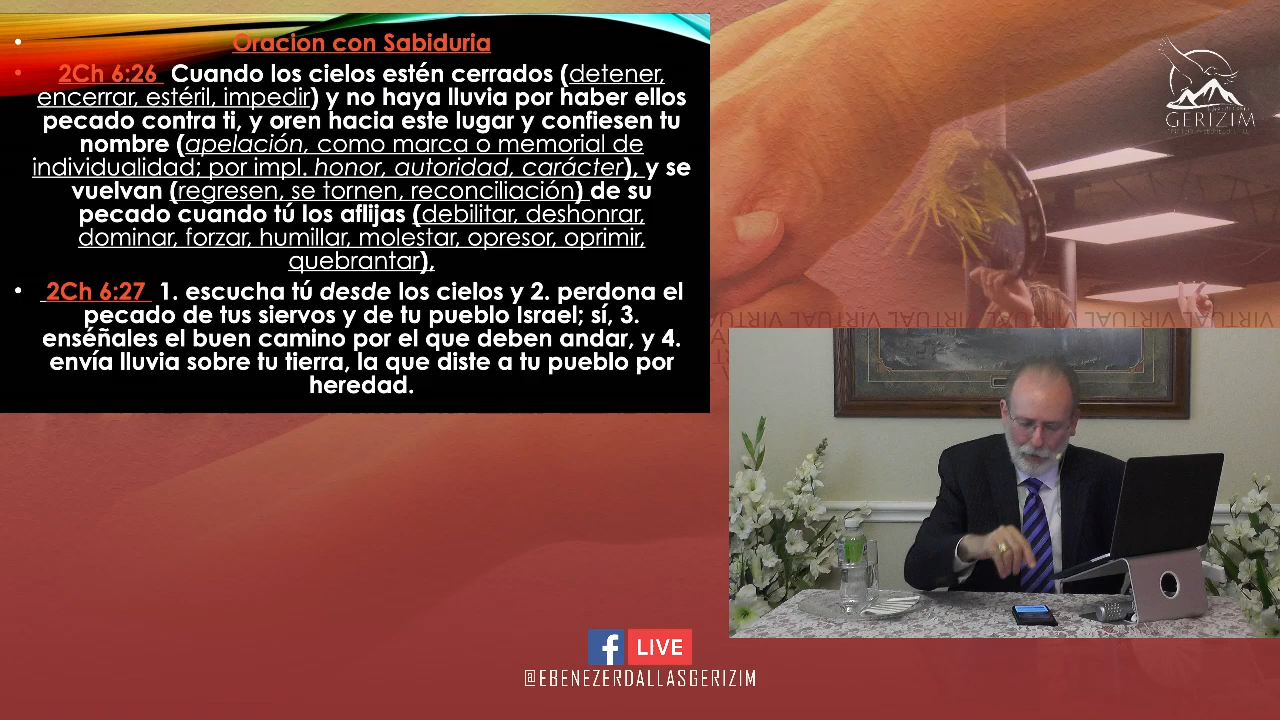 • Oracion con Sabiduria
• 2Ch 6:26 Cuando los cielos estén cerrados (detener,
encerrar, estéril, impedir) y no haya lluvia por haber ellos
pecado contra ti, y oren hacia este lugar y confiesen tu
nombre (apelación, como marca o memorial de
individualidad; por impl. honor, autoridad, carácter), y se
vuelvan (regresen, se tornen, reconciliación) de su
pecado cuando tú los aflijas (debilitar, deshonrar,
dominar, forzar, humillar, molestar, opresor, oprimir,
quebrantar),
• 2Ch 6:27 1. escucha tú desde los cielos y 2. perdona el
pecado de tus siervos y de tu pueblo Israel; sí, 3.
enséñales el buen camino por el que deben andar, y 4.
envía lluvia sobre tu tierra, la que diste a tu pueblo por
heredad.
GERIZIM
VIRTUAL VIRTUAL VIRTUAL VIRTUAL
f LIVE
@EBENEZERDALLASGERIZIM